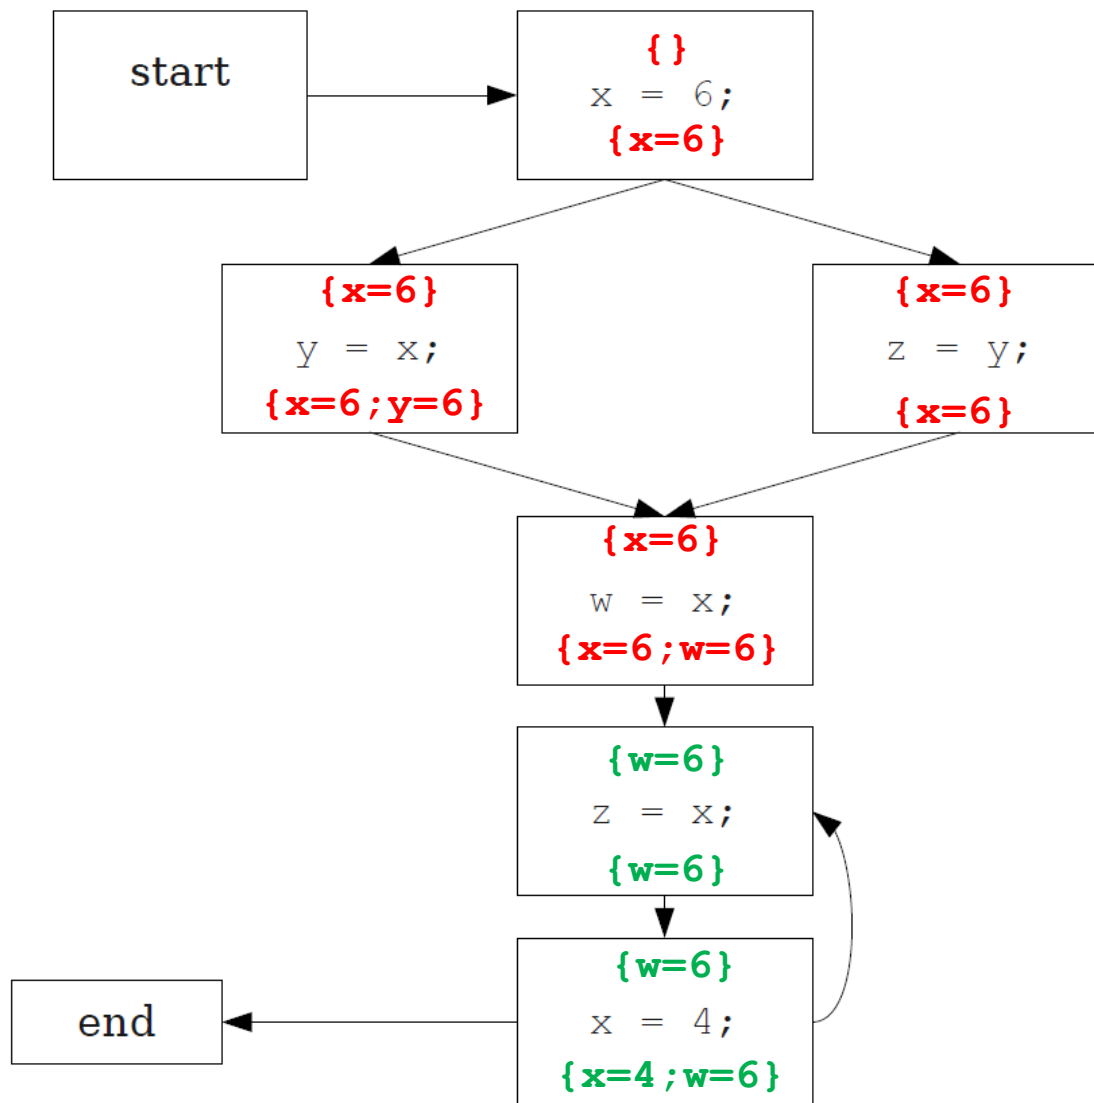 start
{}
x = 6;
{x=6}
{x=6}
y = x;
{x=6;y=6}
{x=6}
z = y;
{x=6}
{x=6}
w = x;
{x=6;w=6}
{w=6}
z = x;
{w=6}
{w=6}
x = 4;
{x=4;w=6}
end